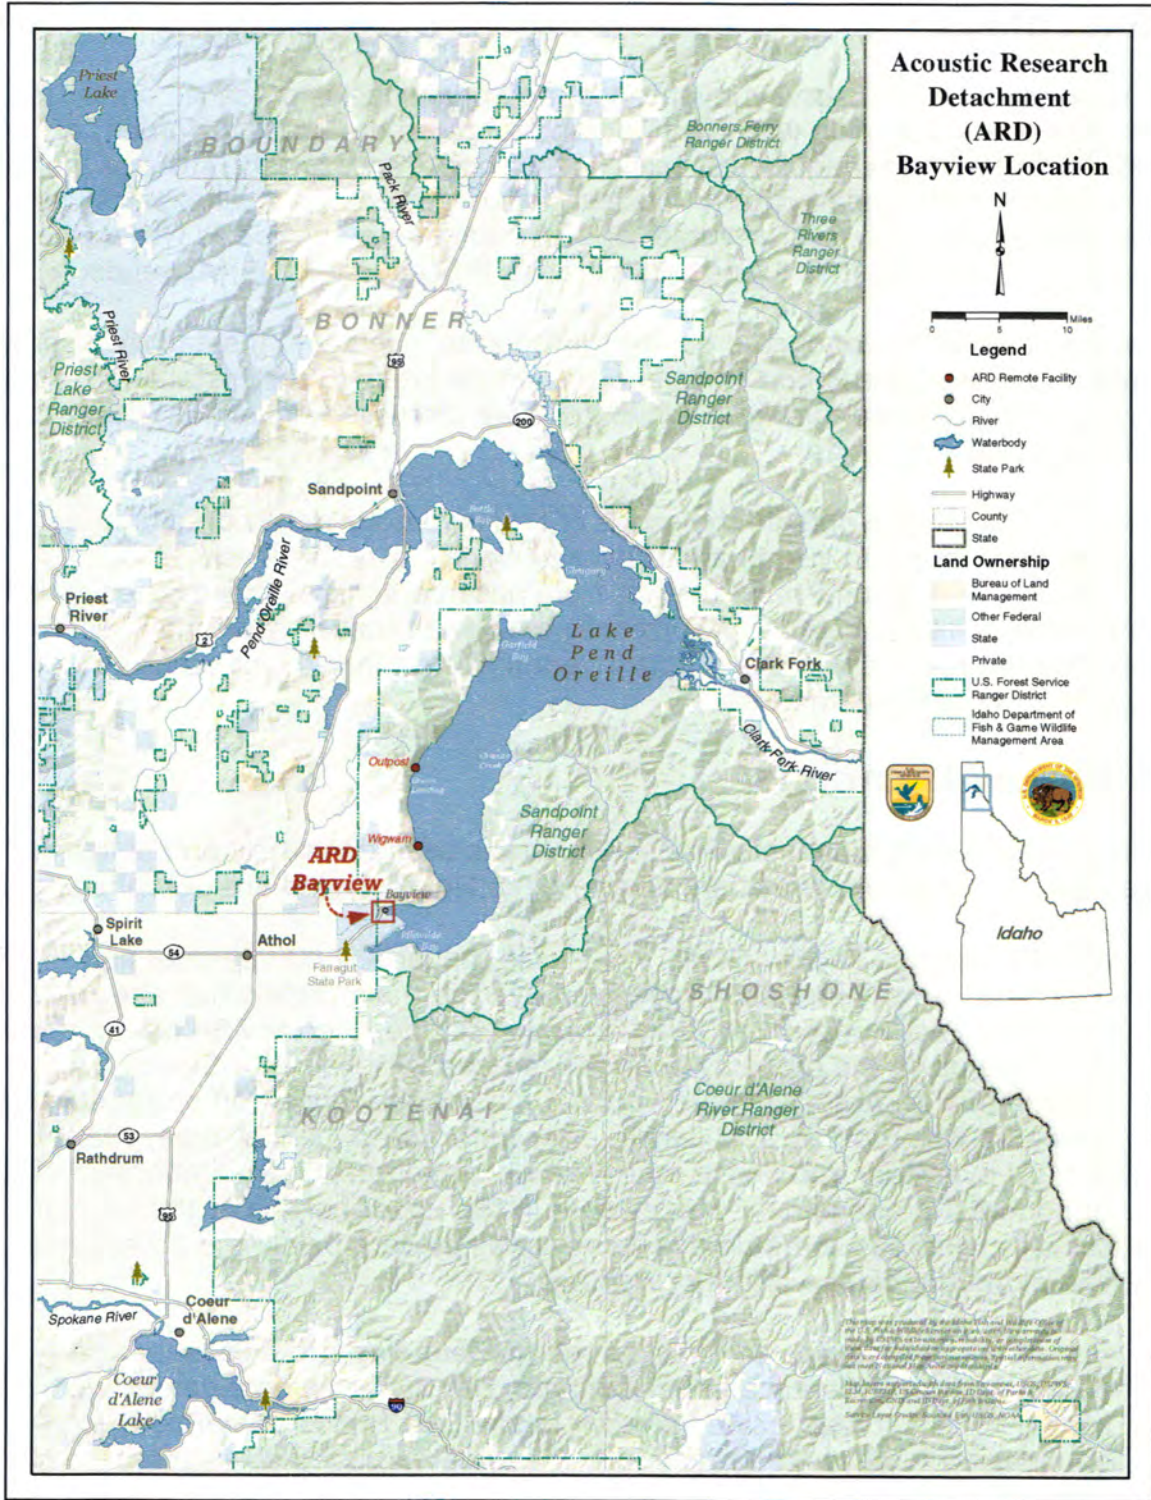 Acoustic Research
Detachment
(ARD)
Bayview Location
N
0 5 10 Miles
Legend
ARD Remote Facility
City
River
Waterbody
State Park
Highway
County
State
Land Ownership
Bureau of Land
Management
Other Federal
State
Private
U.S. Forest Service
Ranger District
Idaho Department of
Fish & Game Wildlife
Management Area
Idaho
Priest
Lake
BOUNDARY
Pack River
Bonners Ferry
Ranger District
Three
Rivers
Ranger
District
BONNER
Priest River
Priest
Lake
Ranger
District
95
Sandpoint
Ranger
District
200
Sandpoint
Bottle
Bay
Pend Oreille River
Priest
River
2
Garfield
Bay
Lake
Pend
Oreille
Clark Fork
Clark Fork River
Outpost
Sandpoint
Ranger
District
Wigwam
ARD
Bayview
Bayview
Idlewilde
Bay
Spirit
Lake
54
Athol
Farragut
State Park
SHOSHONE
41
KOOTENAI
Coeur d'Alene
River Ranger
District
53
Rathdrum
95
Coeur
d'Alene
Spokane River
Coeur
d'Alene
Lake
90